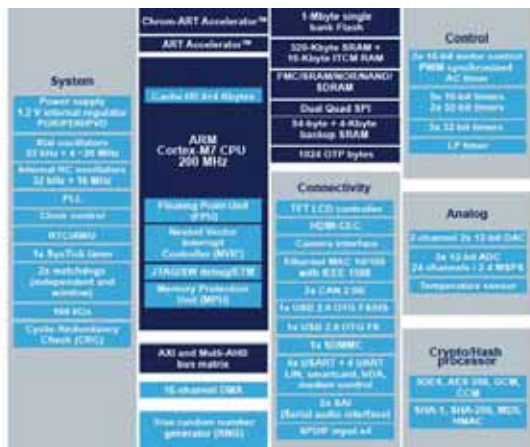 System
Power supply
1.2 V internal regulator
POR/PDR/PVD
Xtal oscillators
32 kHz + 4 ~26 MHz
Internal RC oscillators
32 kHz + 16 MHz
PLL
Clock control
RTC/AWU
1x SysTick timer
2x watchdogs
(independent and
window)
168 I/Os
Cyclic Redundancy
Check (CRC)
Chrom-ART Accelerator™
ART Accelerator™
Cache I/D 4+4 Kbytes
ARM
Cortex-M7 CPU
200 MHz
Floating Point Unit
(FPU)
Nested Vector
Interrupt
Controller (NVIC)
JTAG/SW debug/ETM
Memory Protection
Unit (MPU)
AXI and Multi-AHB
bus matrix
16-channel DMA
True random number
generator (RNG)
1-Mbyte single
bank Flash
320-Kbyte SRAM +
16-Kbyte ITCM RAM
FMC/SRAM/NOR/NAND/
SDRAM
Dual Quad SPI
+ 4-Kbyte
backup SRAM
1024 OTP bytes
Connectivity
TFT LCD controller
HDMI-CEC
Camera interface
Ethernet MAC 10/100
with IEEE 1588
2x CAN 2.0B
1x USB 2.0 OTG FS/HS
1x USB 2.0 OTG FS
1x SDMMC
4x USART + 4 UART
LIN, smartcard, IrDA,
modem control
2x SAI
(Serial audio interface)
SPDIF input x4
Control
2x 16-bit motor control
PWM synchronized
AC timer
16-bit timers
2x 32-bit timers
32-bit timers
LP timer
Analog
2-channel 2x 12-bit DAC
3x 12-bit ADC
24 channels / 2.4 MSPS
Temperature sensor
Crypto/Hash
processor
3DES, AES 256, GCM,
CCM
SHA-1, SHA-256, MD5,
HMAC